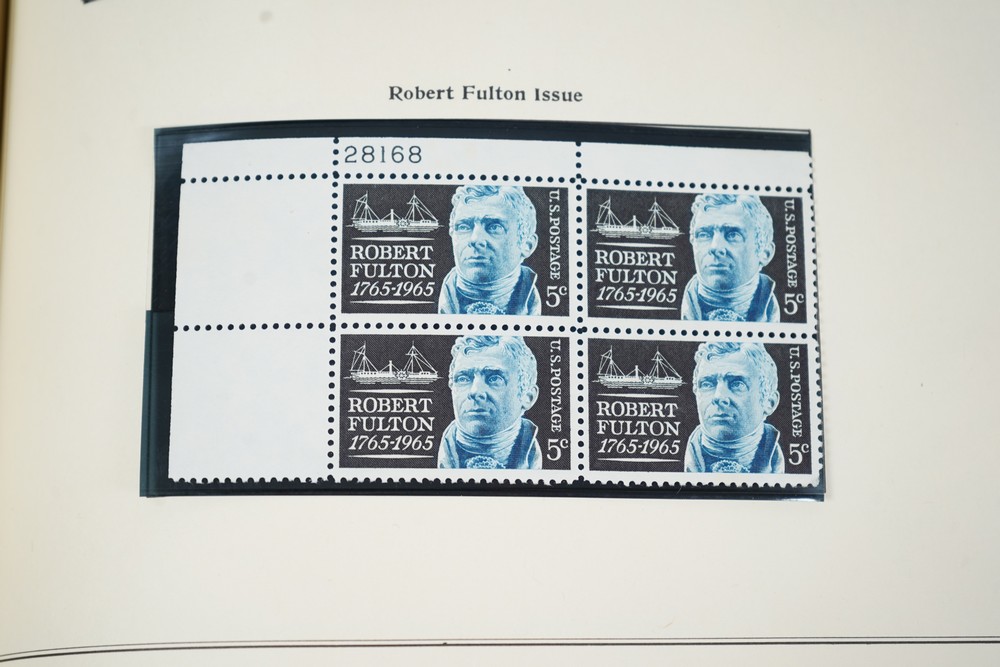 Robert Fulton Issue
28168
ROBERT
FULTON
1765-1965
U.S.POSTAGE
5c
ROBERT
FULTON
1765-1965
U.S.POSTAGE
5c
ROBERT
FULTON
1765-1965
U.S.POSTAGE
5c
ROBERT
FULTON
1765-1965
U.S.POSTAGE
5c